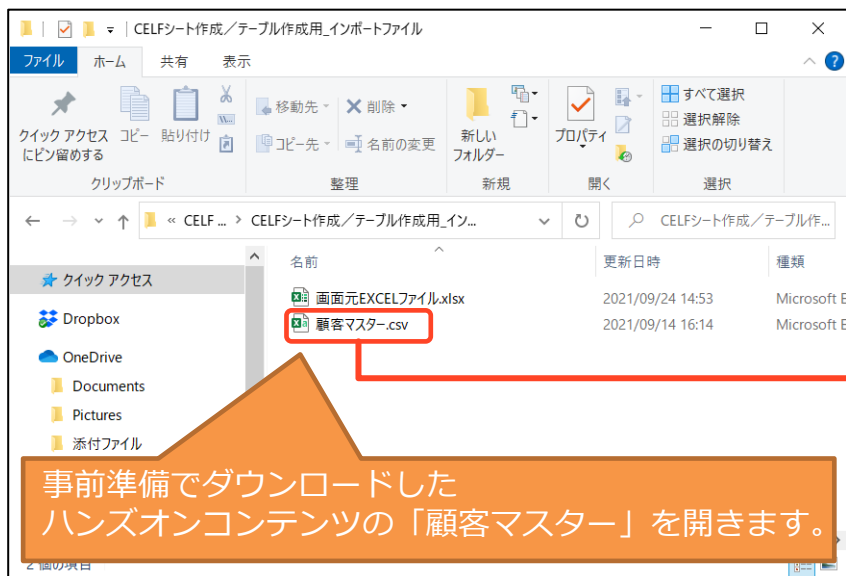 CELFシート作成／テーブル作成用_インポートファイル
ファイル ホーム 共有 表示
クイック アクセス
にピン留めする
コピー
貼り付け
クリップボード
移動先
コピー先
削除
名前の変更
整理
新しい
フォルダー
新規
プロパティ
開く
すべて選択
選択解除
選択の切り替え
選択
« CELF ... › CELFシート作成／テーブル作成用_イン...
CELFシート作成／テーブル作...
名前 更新日時 種類
画面元EXCELファイル.xlsx 2021/09/24 14:53 Microsoft E
顧客マスター.csv 2021/09/14 16:14 Microsoft E
クイック アクセス
Dropbox
OneDrive
Documents
Pictures
添付ファイル
事前準備でダウンロードした
ハンズオンコンテンツの「顧客マスター」を開きます。
2 個の項目